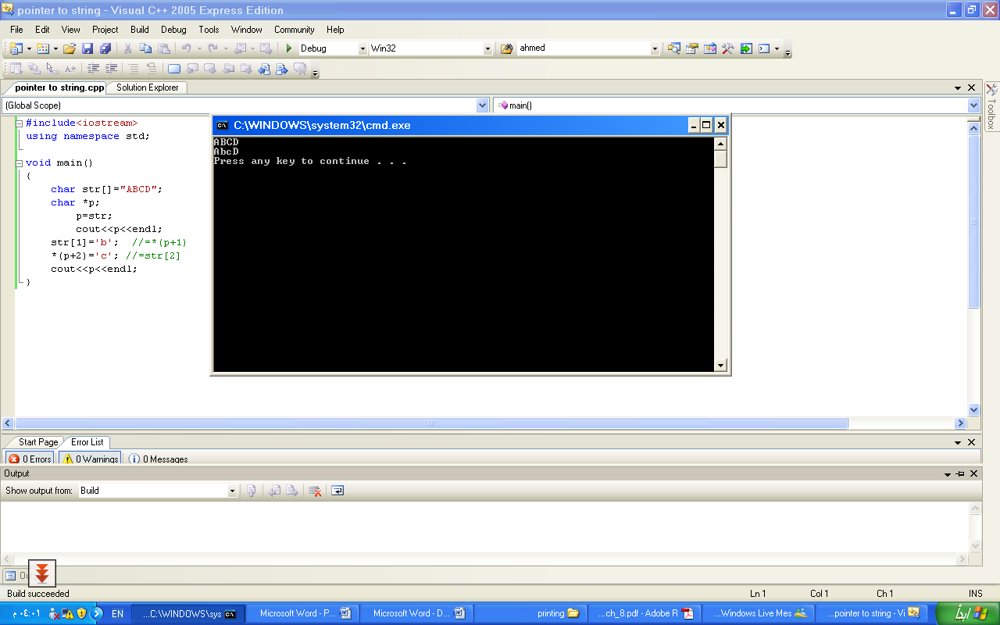 pointer to string - Visual C++ 2005 Express Edition
File Edit View Project Build Debug Tools Window Community Help
Debug Win32 ahmed
pointer to string.cpp Solution Explorer
(Global Scope) main()
Toolbox
#include<iostream>
using namespace std;
void main()
{
char str[]="ABCD";
char *p;
p=str;
cout<<p<<endl;
str[1]='b'; //=*(p+1)
*(p+2)='c'; //=str[2]
cout<<p<<endl;
}
C:\WINDOWS\system32\cmd.exe
ABCD
AbcD
Press any key to continue . . .
Start Page Error List
0 Errors 0 Warnings 0 Messages
Output
Show output from: Build
Build succeeded Ln 1 Col 1 Ch 1 INS
٠١:٤٠ م EN ...C:\WINDOWS\sys Microsoft Word - P... Microsoft Word - D... printing ...ch_8.pdf - Adobe R ...Windows Live Mes ...pointer to string - Vi ابدأ